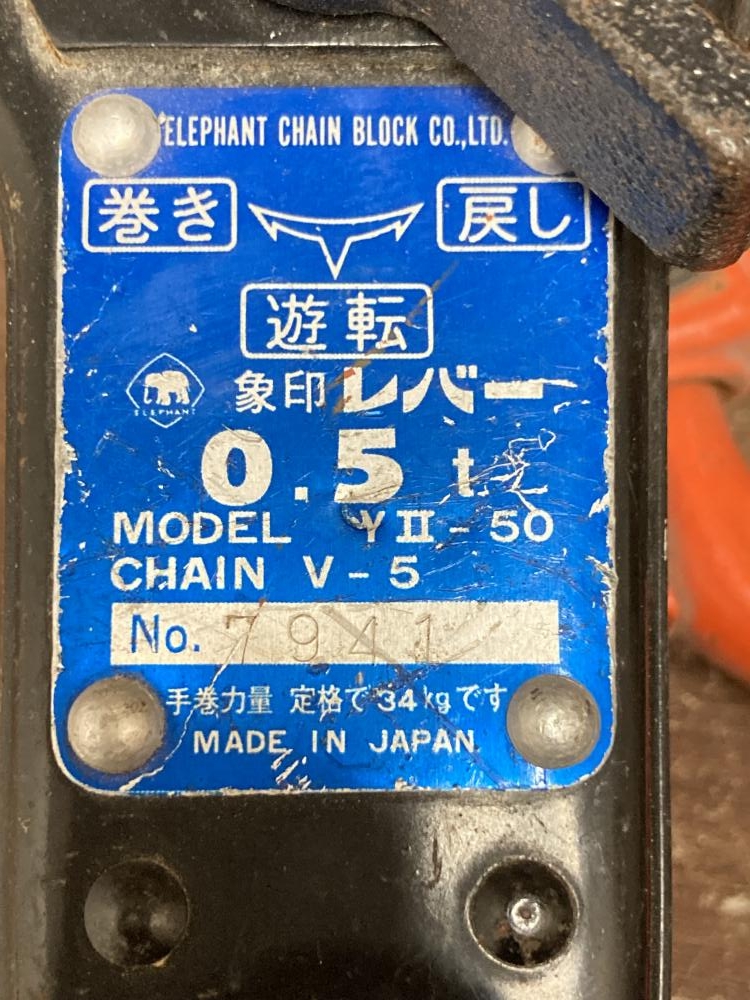 ELEPHANT CHAIN BLOCK CO.,LTD.
巻き 戻し
遊転
ELEPHANT
象印レバー
0.5 t
MODEL YII-50
CHAIN V-5
No. 7941
手巻力量 定格で34kgです
MADE IN JAPAN